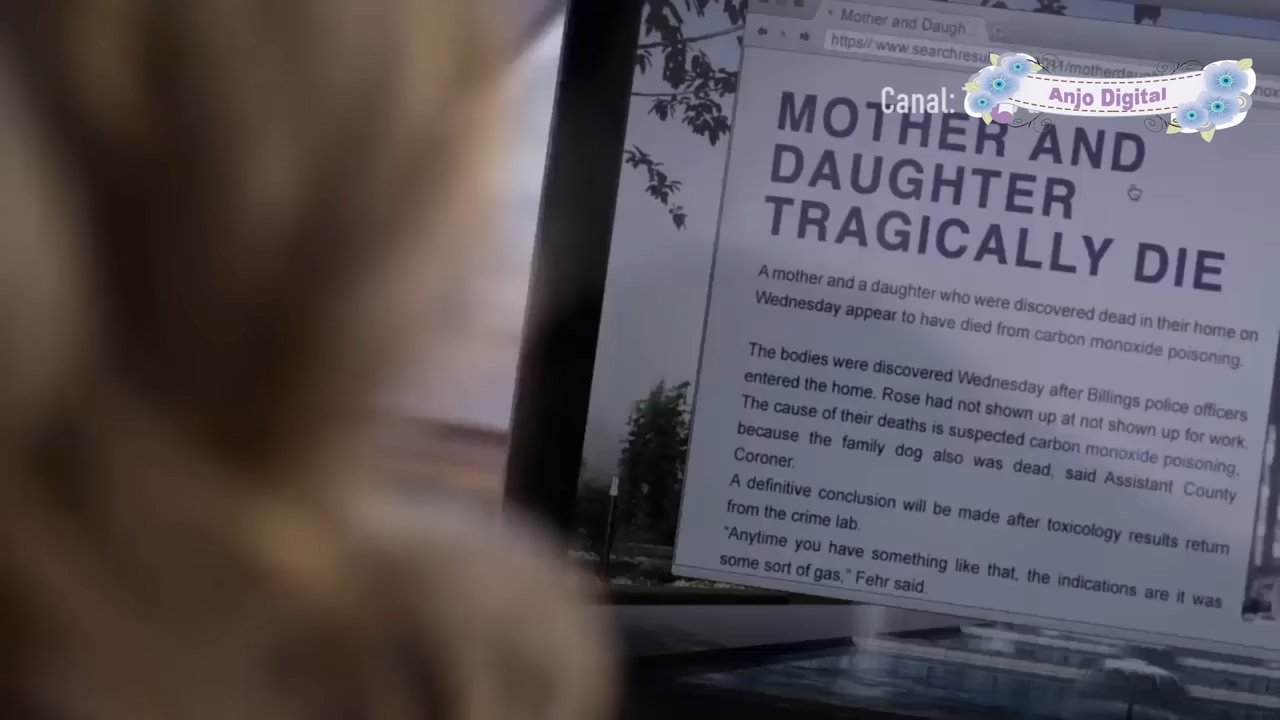 Mother and Daugh
https// www.searchresu
Canal: Anjo Digital
MOTHER AND
DAUGHTER
TRAGICALLY DIE
A mother and a daughter who were discovered dead in their home on
Wednesday appear to have died from carbon monoxide poisoning.
The bodies were discovered Wednesday after Billings police officers
entered the home. Rose had not shown up at not shown up for work.
The cause of their deaths is suspected carbon monoxide poisoning,
because the family dog also was dead, said Assistant County
Coroner.
A definitive conclusion will be made after toxicology results return
from the crime lab.
"Anytime you have something like that, the indications are it was
some sort of gas," Fehr said.